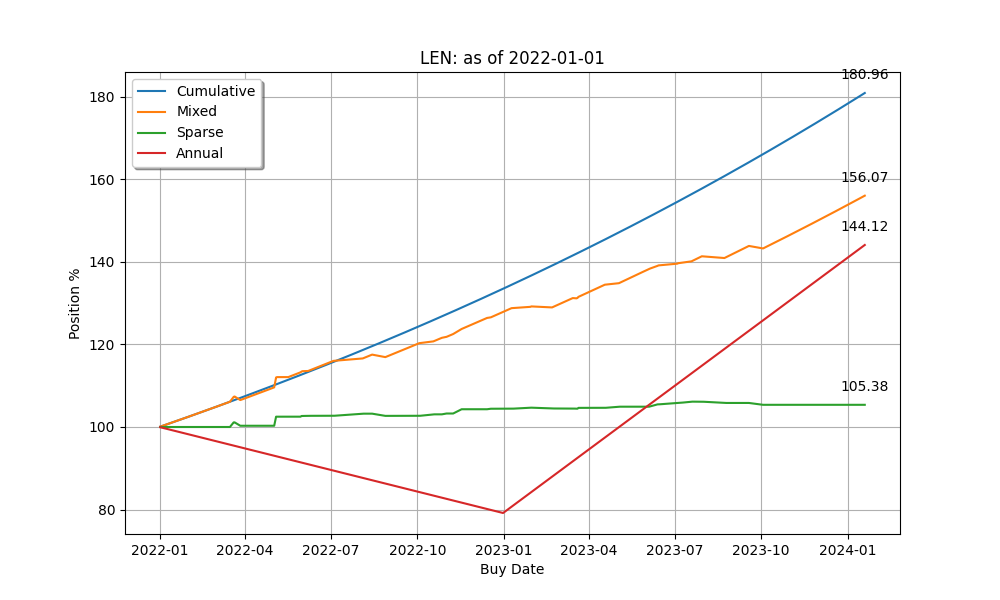 LEN: as of 2022-01-01
180.96
156.07
144.12
105.38
Cumulative
Mixed
Sparse
Annual
Position %
180
160
140
120
100
80
2022-01 2022-04 2022-07 2022-10 2023-01 2023-04 2023-07 2023-10 2024-01
Buy Date